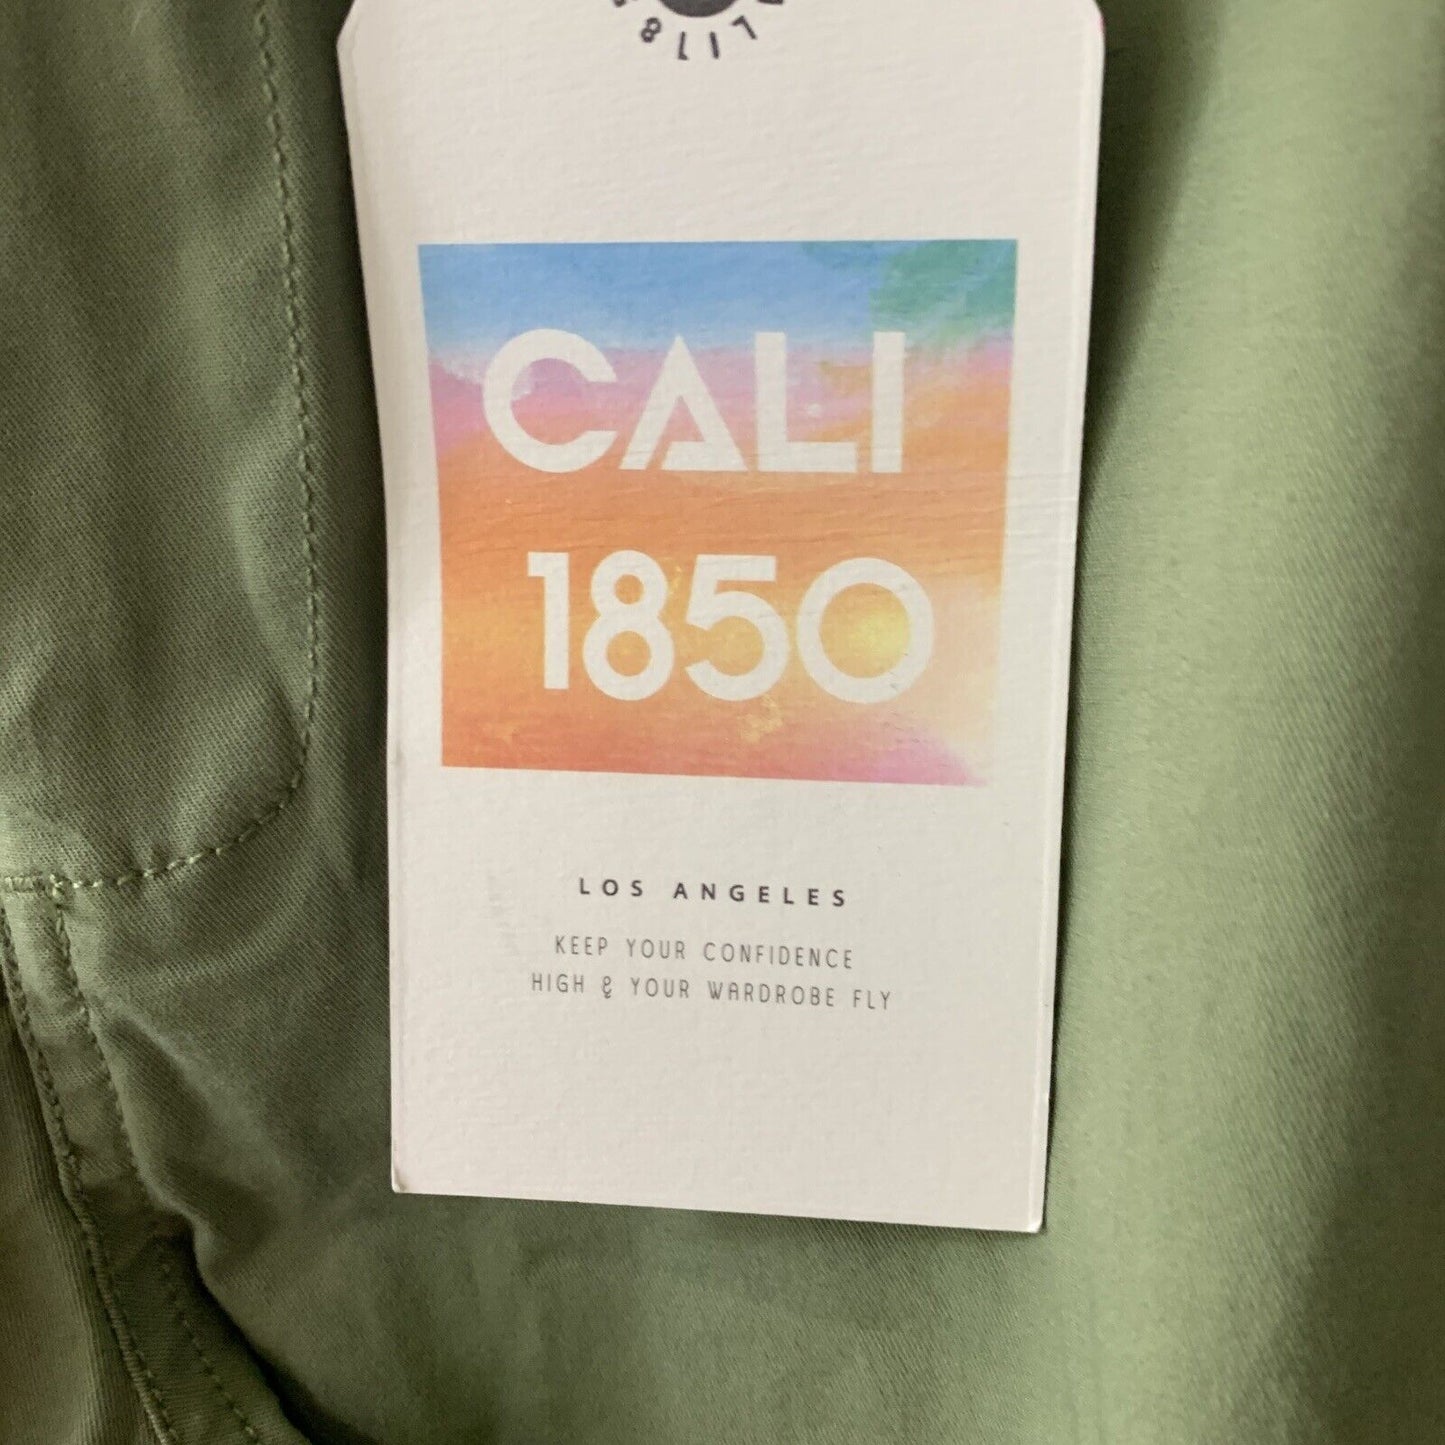 CALI
1850
LOS ANGELES
KEEP YOUR CONFIDENCE
HIGH & YOUR WARDROBE FLY